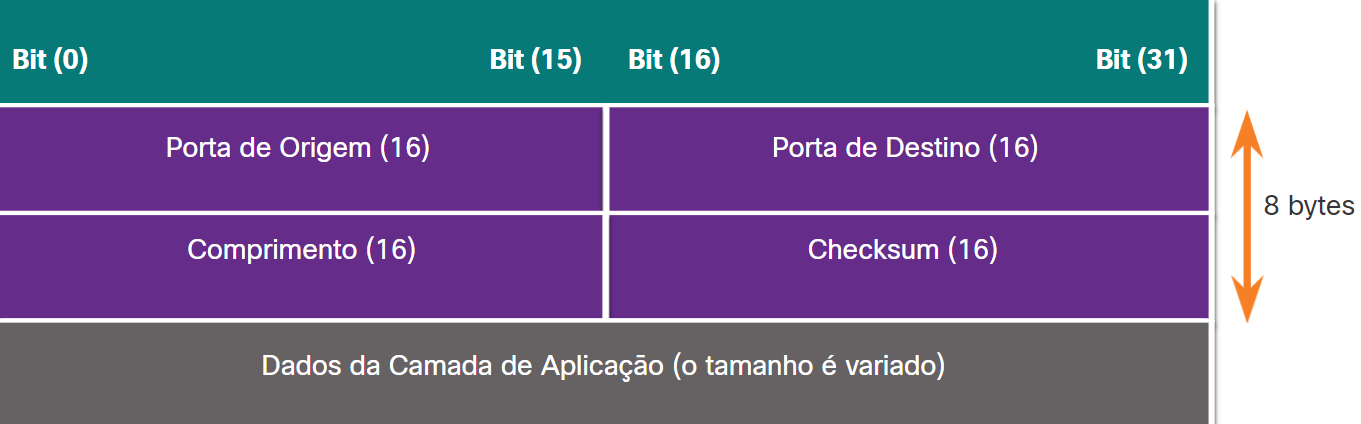 Bit (0) Bit (15) Bit (16) Bit (31)
Porta de Origem (16) Porta de Destino (16)
8 bytes
Comprimento (16) Checksum (16)
Dados da Camada de Aplicação (o tamanho é variado)